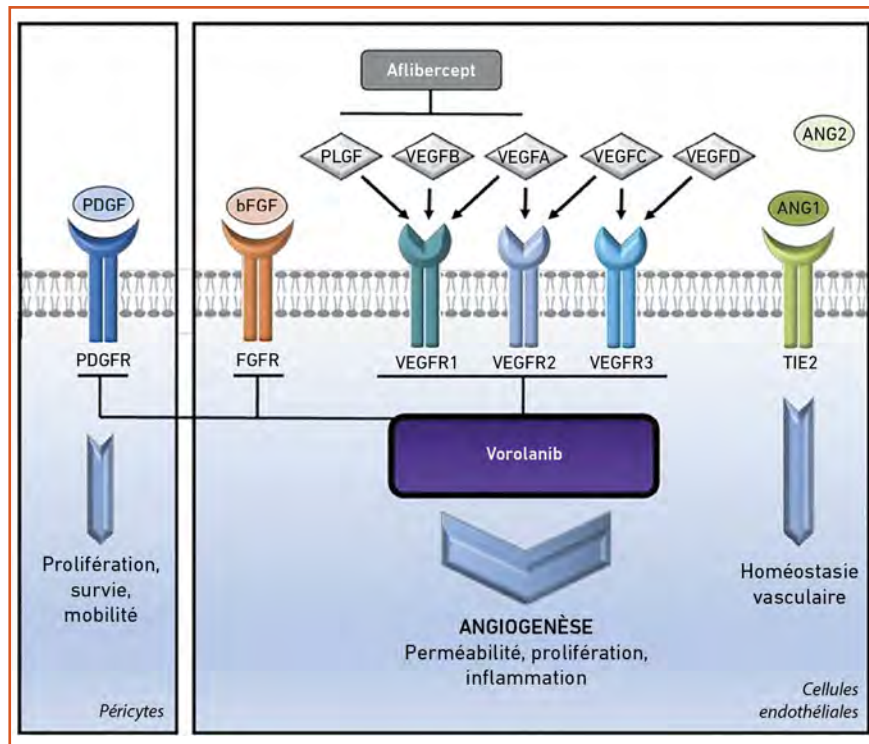 Aflibercept
PLGF
VEGFB
VEGFA
VEGFC
VEGFD
ANG2
PDGF
bFGF
ANG1
PDGFR
FGFR
VEGFR1
VEGFR2
VEGFR3
TIE2
Vorolanib
Prolifération,
survie,
mobilité
ANGIOGENÈSE
Perméabilité, prolifération,
inflammation
Homéostasie
vasculaire
Péricytes
Cellules
endothéliales